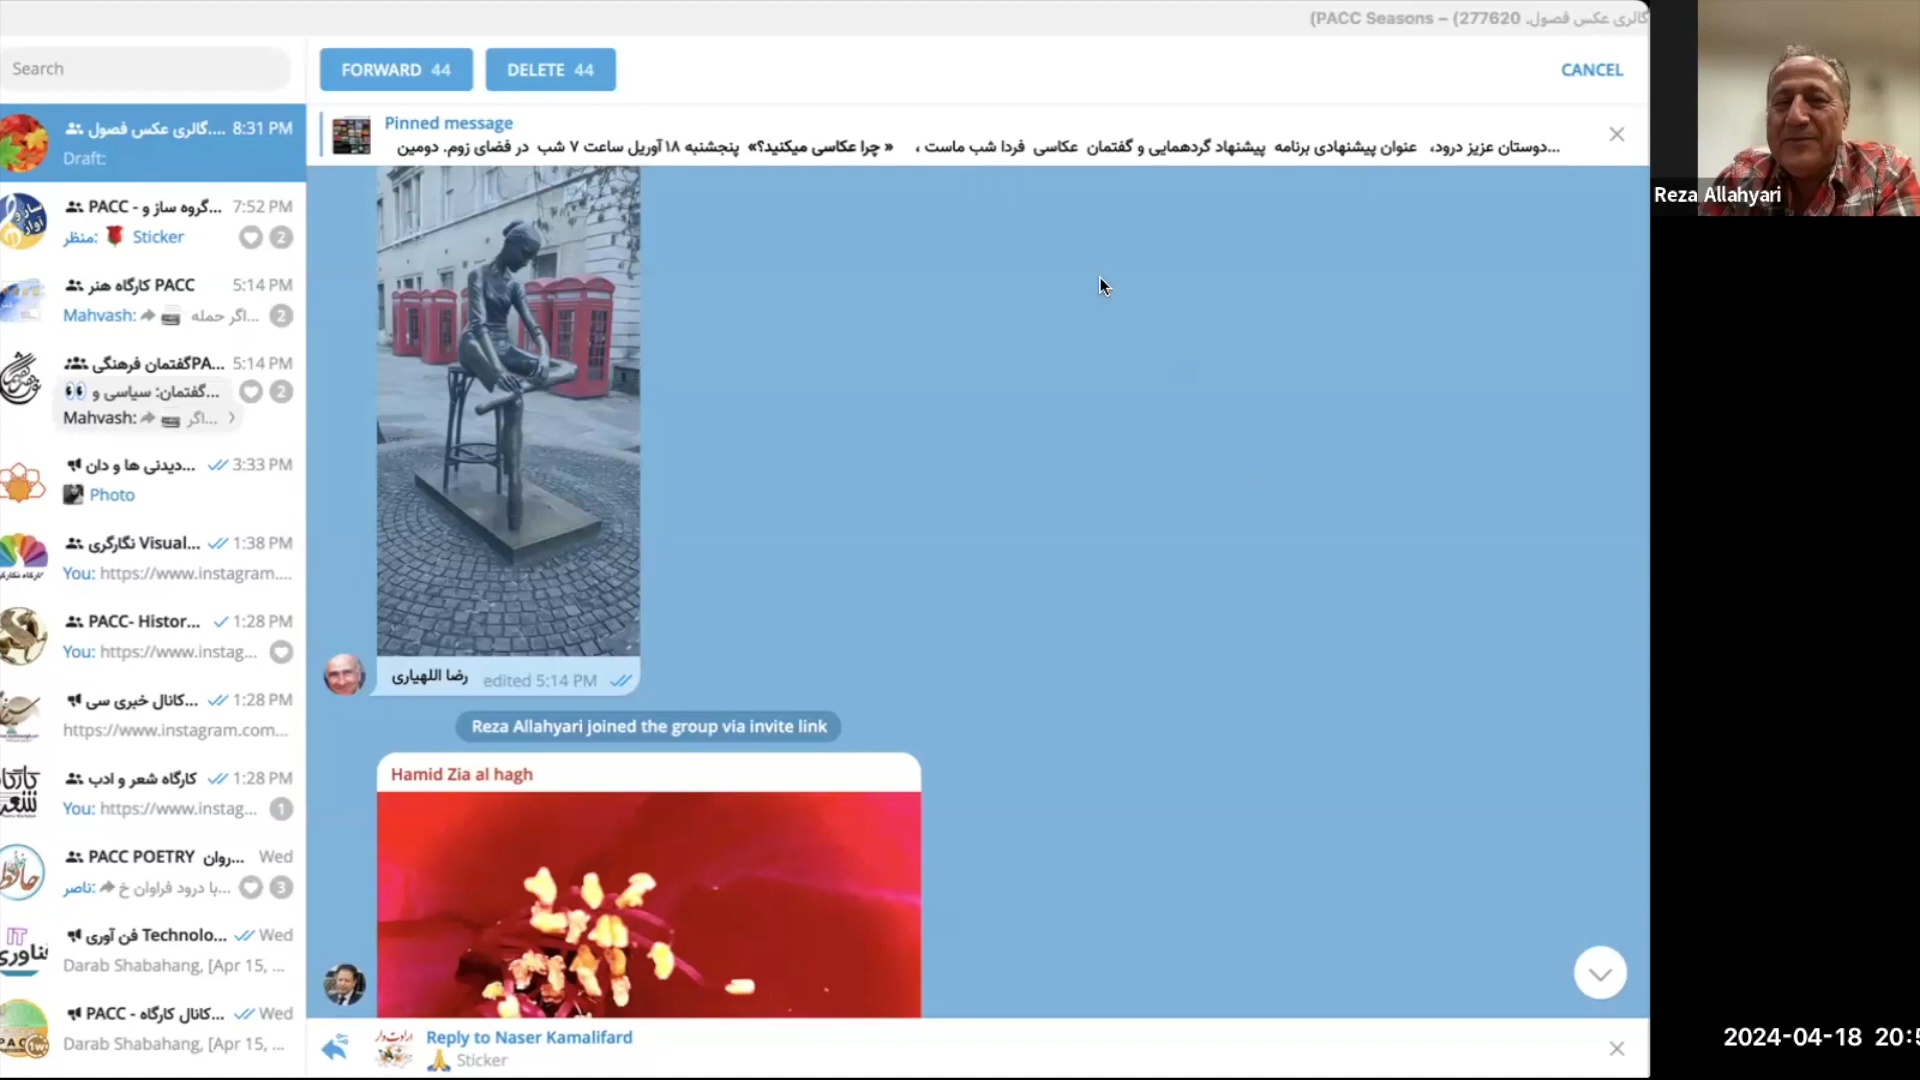 گالری عکس فصول. PACC Seasons – (277620)
Search
FORWARD 44
DELETE 44
CANCEL
Pinned message
دوستان عزیز درود، عنوان پیشنهادی برنامه پیشنهاد گردهمایی و گفتمان عکاسی فردا شب ماست ، « چرا عکاسی میکنید؟» پنجشنبه ۱۸ آوریل ساعت ۷ شب در فضای زوم. دومین...
گالری عکس فصول.... 8:31 PM
Draft:
گروه ساز و - PACC... 7:52 PM
منظر: Sticker 2
کارگاه هنر PACC 5:14 PM
Mahvash: اگر حمله... 2
گفتمان فرهنگیPA... 5:14 PM
گفتمان: سیاسی و... 2
Mahvash: اگر...
دیدنی ها و دان... 3:33 PM
Photo
نگارگری Visual... 1:38 PM
You: https://www.instagram....
PACC- Histor... 1:28 PM
You: https://www.instag...
کانال خبری سی... 1:28 PM
https://www.instagram.com...
کارگاه شعر و ادب 1:28 PM
You: https://www.instag... 1
PACC POETRY روان... Wed
ناصر: با درود فراوان خ... 3
فن آوری Technolo... Wed
Darab Shabahang, [Apr 15, ...
PACC - کانال کارگاه... Wed
Darab Shabahang, [Apr 15, ...
رضا اللهیاری edited 5:14 PM
Reza Allahyari joined the group via invite link
Hamid Zia al hagh
Reply to Naser Kamalifard
Sticker
Reza Allahyari
2024-04-18 20:5